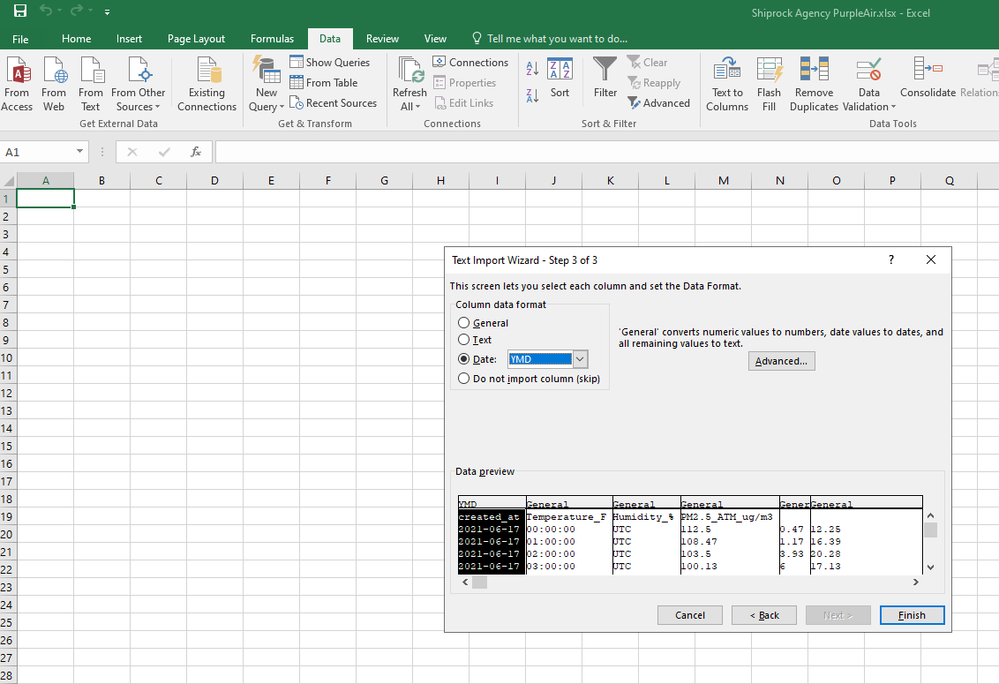 Shiprock Agency PurpleAir.xlsx - Excel
File Home Insert Page Layout Formulas Data Review View Tell me what you want to do...
From Access
From Web
From Text
From Other Sources
Existing Connections
Get External Data
New Query
Show Queries
From Table
Recent Sources
Get & Transform
Refresh All
Connections
Properties
Edit Links
Connections
Sort
Filter
Clear
Reapply
Advanced
Sort & Filter
Text to Columns
Flash Fill
Remove Duplicates
Data Validation
Consolidate
Relation
Data Tools
A1 fx
A B C D E F G H I J K L M N O P Q
1
2
3
4
5
6
7
8
9
10
11
12
13
14
15
16
17
18
19
20
21
22
23
24
25
26
27
28
Text Import Wizard - Step 3 of 3 ?
This screen lets you select each column and set the Data Format.
Column data format
General
Text
Date: YMD
Do not import column (skip)
'General' converts numeric values to numbers, date values to dates, and
all remaining values to text.
Advanced...
Data preview
YMD General General General Gener General
created_at Temperature_F Humidity_% PM2.5_ATM_ug/m3
2021-06-17 00:00:00 UTC 112.5 0.47 12.25
2021-06-17 01:00:00 UTC 108.47 1.17 16.39
2021-06-17 02:00:00 UTC 103.5 3.93 20.28
2021-06-17 03:00:00 UTC 100.13 6 17.13
Cancel < Back Next > Finish